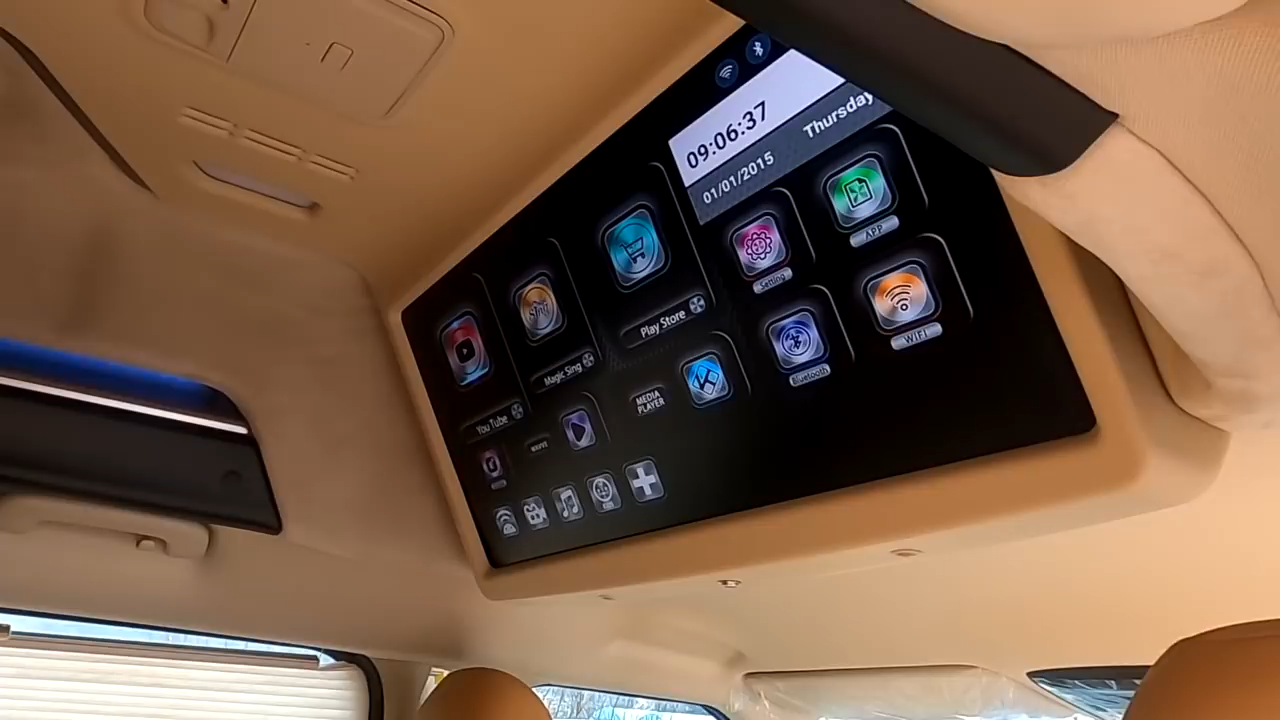 09:06:37
Thursday
01/01/2015
APP
Setting
WIFI
Bluetooth
Play Store
Magic Sing
You Tube
MEDIA
PLAYER